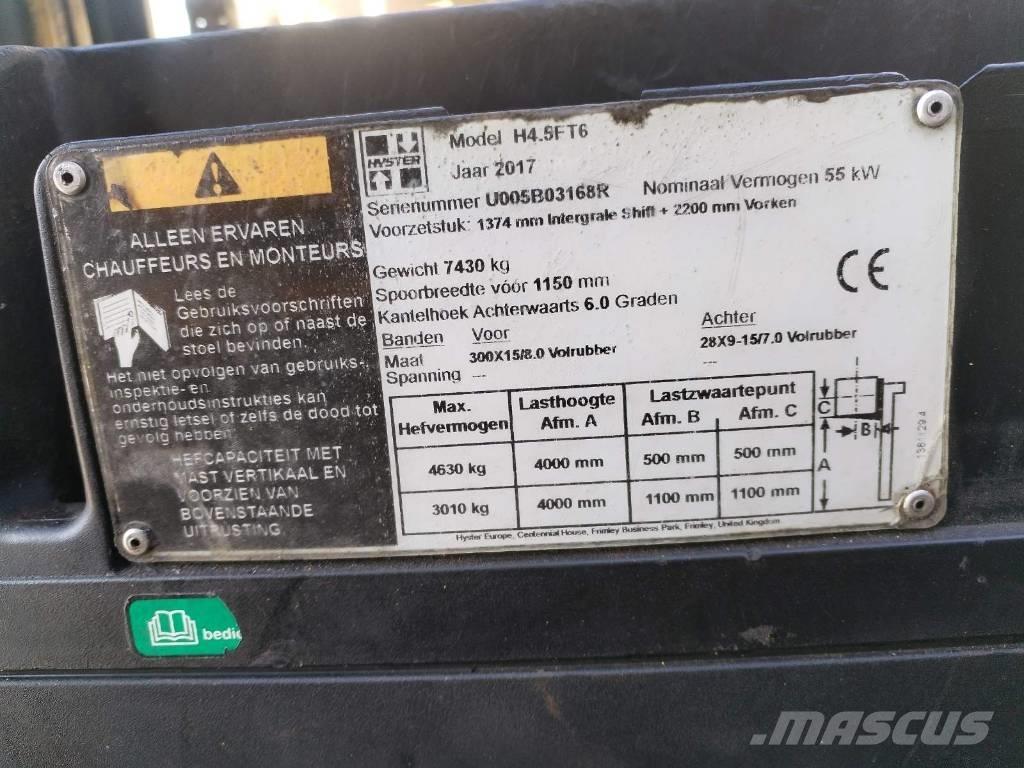 ALLEEN ERVAREN
CHAUFFEURS EN MONTEURS
Lees de
Gebruiksvoorschriften
die zich op of naast de
stoel bevinden.
Het niet opvolgen van gebruiks-,
inspektie- en
onderhoudsinstrukties kan
ernstig letsel of zelfs de dood tot
gevolg hebben.
HEFCAPACITEIT MET
MAST VERTIKAAL EN
VOORZIEN VAN
BOVENSTAANDE
UITRUSTING
HYSTER
Model H4.5FT6
Jaar 2017
Serienummer U005B03168R Nominaal Vermogen 55 kW
Voorzetstuk: 1374 mm Intergrale Shift + 2200 mm Vorken
Gewicht 7430 kg
Spoorbreedte vóór 1150 mm
Kantelhoek Achterwaarts 6.0 Graden
CE
Banden Voor Achter
Maat 300X15/8.0 Volrubber 28X9-15/7.0 Volrubber
Spanning --- ---
Max. Hefvermogen Lasthoogte Afm. A Lastzwaartepunt Afm. B Afm. C
4630 kg 4000 mm 500 mm 500 mm
3010 kg 4000 mm 1100 mm 1100 mm
C
B
A
Hyster Europe, Centennial House, Frimley Business Park, Frimley, United Kingdom
bedi
MASCUS